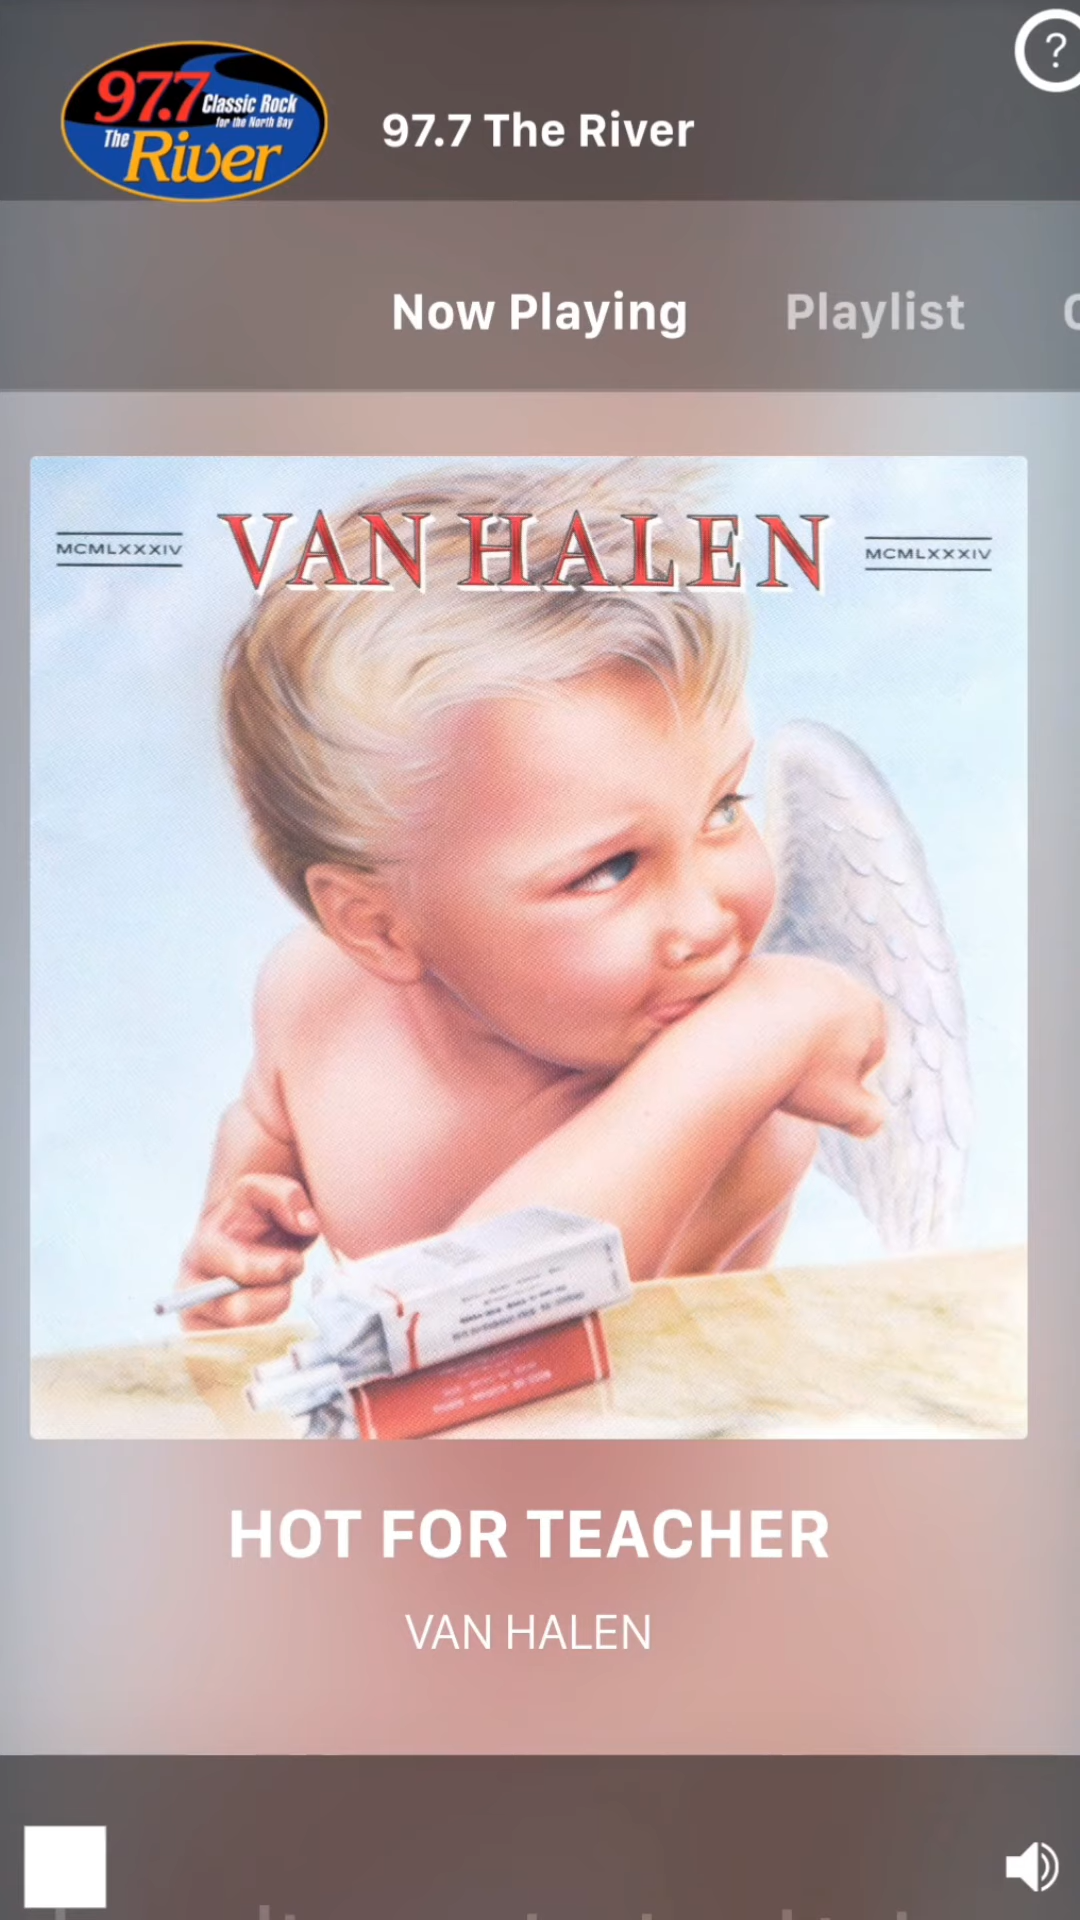 97.7
Classic Rock
for the North Bay
The
River
97.7 The River
?
Now Playing
Playlist
MCMLXXXIV
VAN HALEN
MCMLXXXIV
HOT FOR TEACHER
VAN HALEN